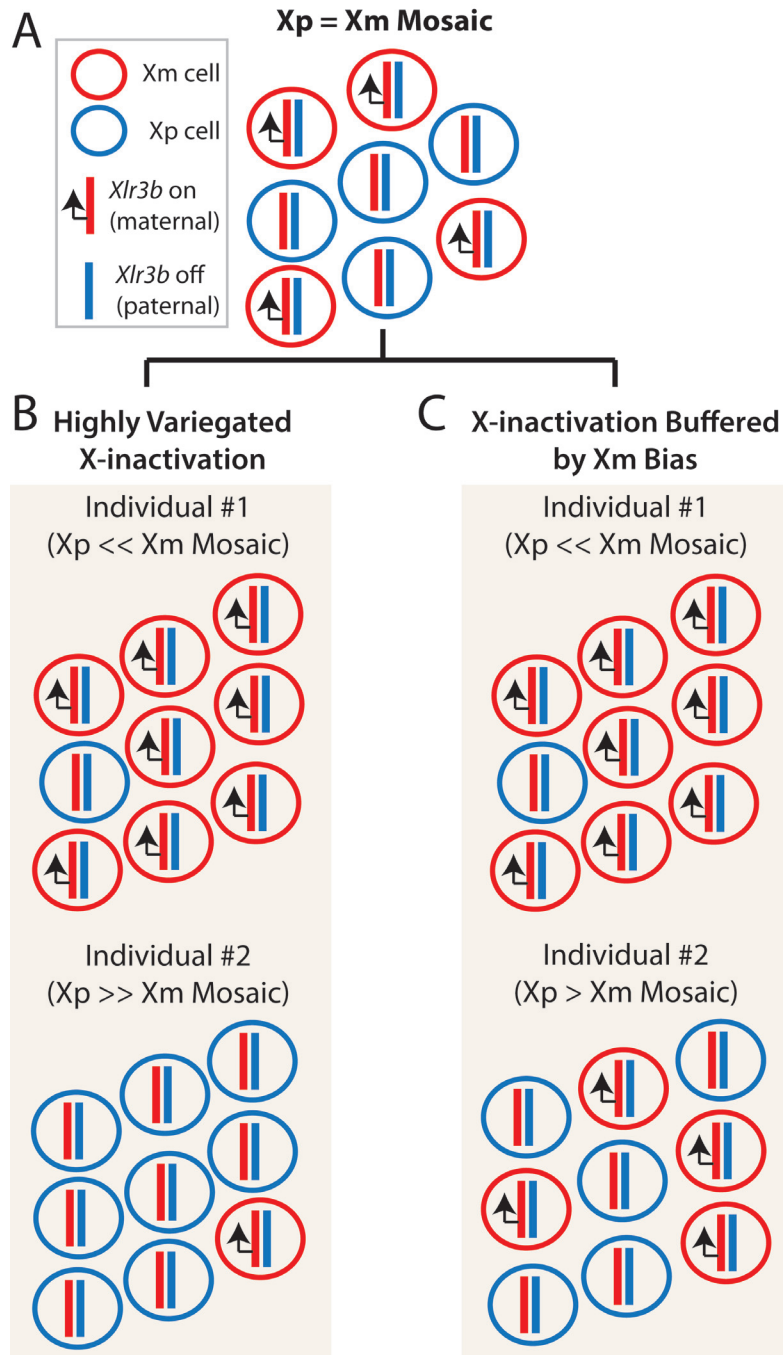 A
Xp = Xm Mosaic
Xm cell
Xp cell
Xlr3b on
(maternal)
Xlr3b off
(paternal)
B
Highly Variegated
X-inactivation
Individual #1
(Xp << Xm Mosaic)
Individual #2
(Xp >> Xm Mosaic)
C
X-inactivation Buffered
by Xm Bias
Individual #1
(Xp << Xm Mosaic)
Individual #2
(Xp > Xm Mosaic)